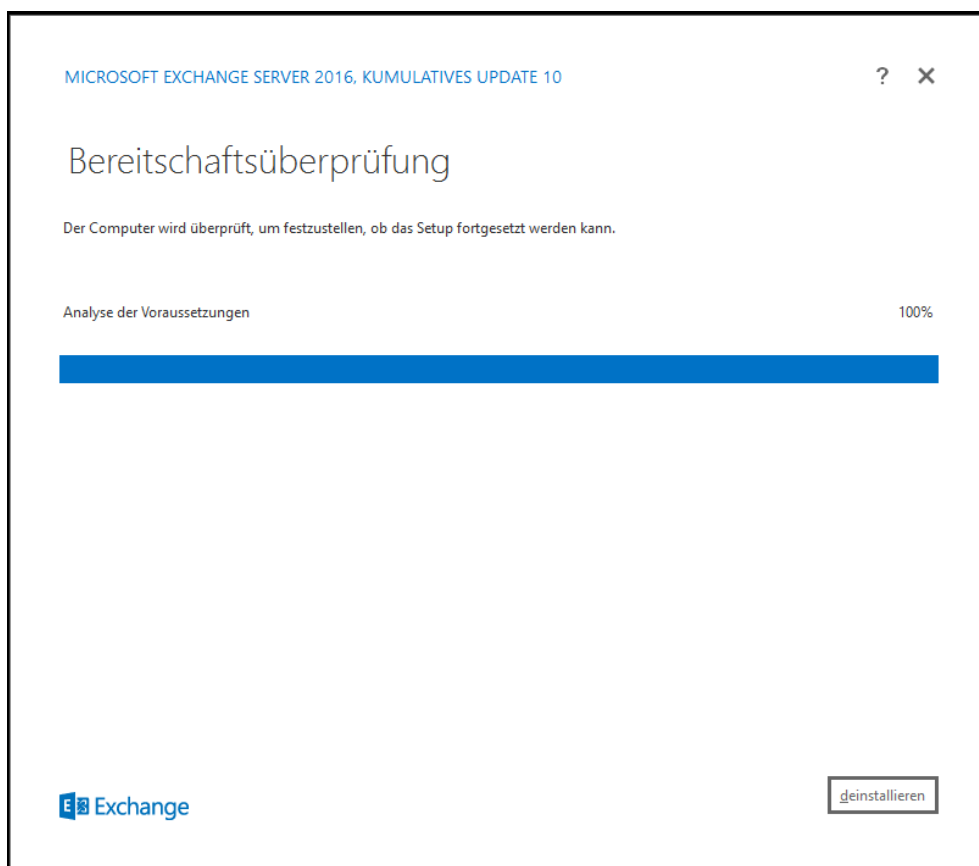 MICROSOFT EXCHANGE SERVER 2016, KUMULATIVES UPDATE 10
? ✕
Bereitschaftsüberprüfung
Der Computer wird überprüft, um festzustellen, ob das Setup fortgesetzt werden kann.
Analyse der Voraussetzungen 100%
E Exchange
deinstallieren